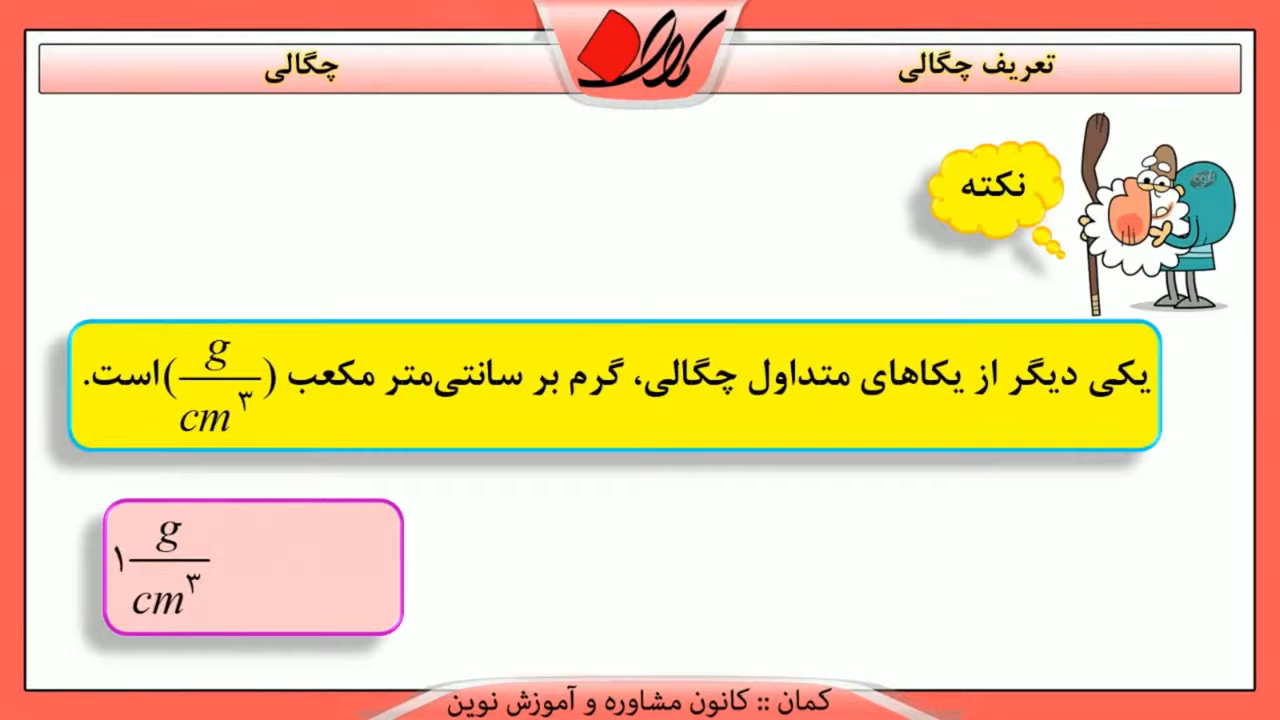 تعریف چگالی
چگالی
کمان
نکته
یکی دیگر از یکاهای متداول چگالی، گرم بر سانتی‌متر مکعب (g/cm³) است.
۱ g/cm³
کمان :: کانون مشاوره و آموزش نوین